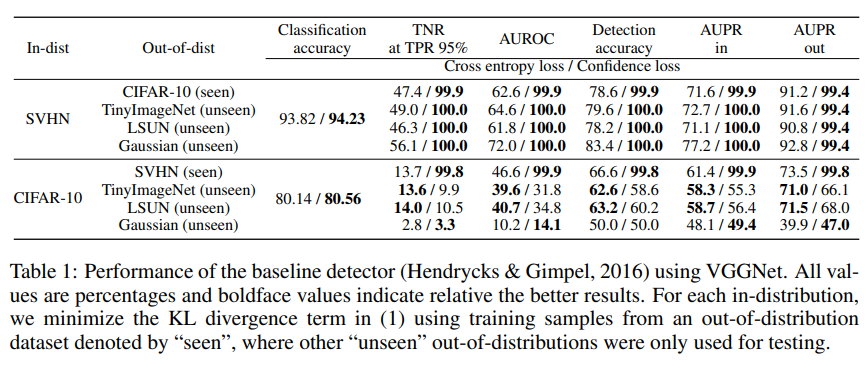 In-dist Out-of-dist Classification accuracy TNR at TPR 95% AUROC Detection accuracy AUPR in AUPR out
Cross entropy loss / Confidence loss
SVHN CIFAR-10 (seen) 93.82 / 94.23 47.4 / 99.9 62.6 / 99.9 78.6 / 99.9 71.6 / 99.9 91.2 / 99.4
TinyImageNet (unseen) 49.0 / 100.0 64.6 / 100.0 79.6 / 100.0 72.7 / 100.0 91.6 / 99.4
LSUN (unseen) 46.3 / 100.0 61.8 / 100.0 78.2 / 100.0 71.1 / 100.0 90.8 / 99.4
Gaussian (unseen) 56.1 / 100.0 72.0 / 100.0 83.4 / 100.0 77.2 / 100.0 92.8 / 99.4
CIFAR-10 SVHN (seen) 80.14 / 80.56 13.7 / 99.8 46.6 / 99.9 66.6 / 99.8 61.4 / 99.9 73.5 / 99.8
TinyImageNet (unseen) 13.6 / 9.9 39.6 / 31.8 62.6 / 58.6 58.3 / 55.3 71.0 / 66.1
LSUN (unseen) 14.0 / 10.5 40.7 / 34.8 63.2 / 60.2 58.7 / 56.4 71.5 / 68.0
Gaussian (unseen) 2.8 / 3.3 10.2 / 14.1 50.0 / 50.0 48.1 / 49.4 39.9 / 47.0
Table 1: Performance of the baseline detector (Hendrycks & Gimpel, 2016) using VGGNet. All val-
ues are percentages and boldface values indicate relative the better results. For each in-distribution,
we minimize the KL divergence term in (1) using training samples from an out-of-distribution
dataset denoted by “seen”, where other “unseen” out-of-distributions were only used for testing.